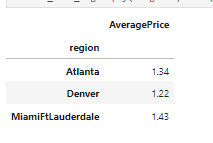 AveragePrice
region
Atlanta 1.34
Denver 1.22
MiamiFtLauderdale 1.43